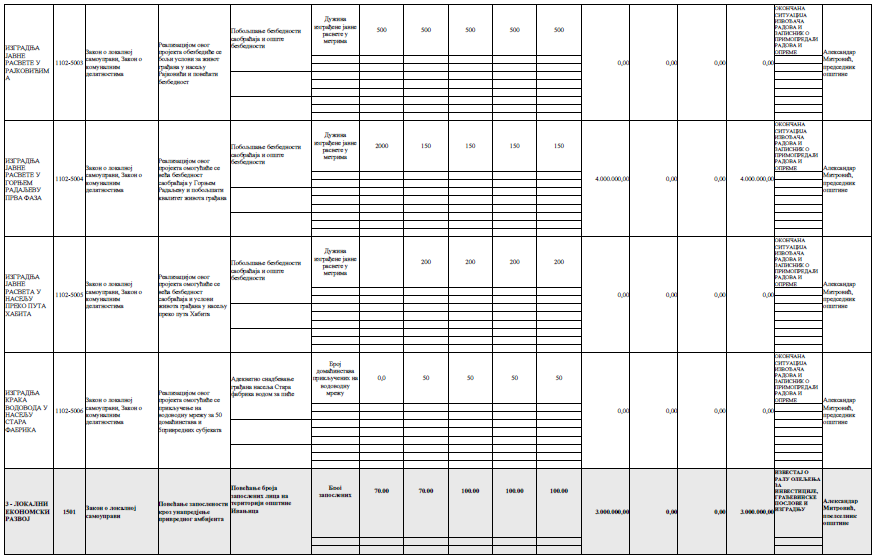 ИЗГРАДЊА
ЈАВНЕ
РАСВЕТЕ У
РАЈКОВИЋИМ
А
1102-5003
Закон о локалној
самоуправи, Закон о
комуналним
делатностима
Реализацијом овог
пројекта обезбедиће се
бољи услови за живот
грађана у насељу
Рајковићи и повећати
безбедност
Побољшање безбедности
саобраћаја и опште
безбедности
Дужина
изграђене јавне
расвете у
метрима
500
500
500
500
500
0,00
0,00
0,00
0,00
ОКОНЧАНА
СИТУАЦИЈА
ИЗВОЂАЧА
РАДОВА И
ЗАПИСНИК О
ПРИМОПРЕДАЈИ
РАДОВА И
ОПРЕМЕ
Александар
Митровић,
председник
општине
ИЗГРАДЊА
ЈАВНЕ
РАСВЕТЕ У
ГОРЊЕМ
РАДАЉЕВУ
ПРВА ФАЗА
1102-5004
Закон о локалној
самоуправи, Закон о
комуналним
делатностима
Реализацијом овог
пројекта омогућиће се
већа безбедност
саобраћаја у Горњем
Радаљеву и побољшати
квалитет живота грађана
Побољшање безбедности
саобраћаја и опште
безбедности
Дужина
изграђене јавне
расвете у
метрима
2000
150
150
150
150
4.000.000,00
0,00
0,00
4.000.000,00
ОКОНЧАНА
СИТУАЦИЈА
ИЗВОЂАЧА
РАДОВА И
ЗАПИСНИК О
ПРИМОПРЕДАЈИ
РАДОВА И
ОПРЕМЕ
Александар
Митровић,
председник
општине
ИЗГРАДЊА
ЈАВНЕ
РАСВЕТА У
НАСЕЉУ
ПРЕКО ПУТА
ХАБИТА
1102-5005
Закон о локалној
самоуправи, Закон о
комуналним
делатностима
Реализацијом овог
пројекта омогућиће се
већа безбедност
саобраћаја и услови
живота грађана у насељу
преко пута Хабита
Побољшање безбедности
саобраћаја и опште
безбедности
Дужина
изграђене јавне
расвете у
метрима
200
200
200
200
0,00
0,00
0,00
0,00
ОКОНЧАНА
СИТУАЦИЈА
ИЗВОЂАЧА
РАДОВА И
ЗАПИСНИК О
ПРИМОПРЕДАЈИ
РАДОВА И
ОПРЕМЕ
Александар
Митровић,
председник
општине
ИЗГРАДЊА
КРАКА
ВОДОВОДА У
НАСЕЉУ
СТАРА
ФАБРИКА
1102-5006
Закон о локалној
самоуправи, Закон о
комуналним
делатностима
Реализацијом овог
пројекта омогућиће се
прикључење на
водоводну мрежу за 50
домаћинстава и
5привредних субјеката
Адекватно снадбевање
грађана насеља Стара
фабрика водом за пиће
Број
домаћинстава
прикључених на
водоводну
мрежу
0,0
50
50
50
50
0,00
0,00
0,00
0,00
ОКОНЧАНА
СИТУАЦИЈА
ИЗВОЂАЧА
РАДОВА И
ЗАПИСНИК О
ПРИМОПРЕДАЈИ
РАДОВА И
ОПРЕМЕ
Александар
Митровић,
председник
општине
3 - ЛОКАЛНИ
ЕКОНОМСКИ
РАЗВОЈ
1501
Закон о локалној
самоуправи
Повећање запослености
кроз унапређење
привредног амбијента
Повећање броја
запослених лица на
територији општине
Ивањица
Број
запослених
70.00
70.00
100.00
100.00
100.00
3.000.000,00
0,00
0,00
3.000.000,00
ИЗВЕСТАЈ О
РАДУ ОДЕЉЕЊА
ЗА
ИНВЕСТИЦИЈЕ,
ГРАЂЕВИНСКЕ
ПОСЛОВЕ И
ИЗГРАДЊУ
Александар
Митровић,
председник
општине